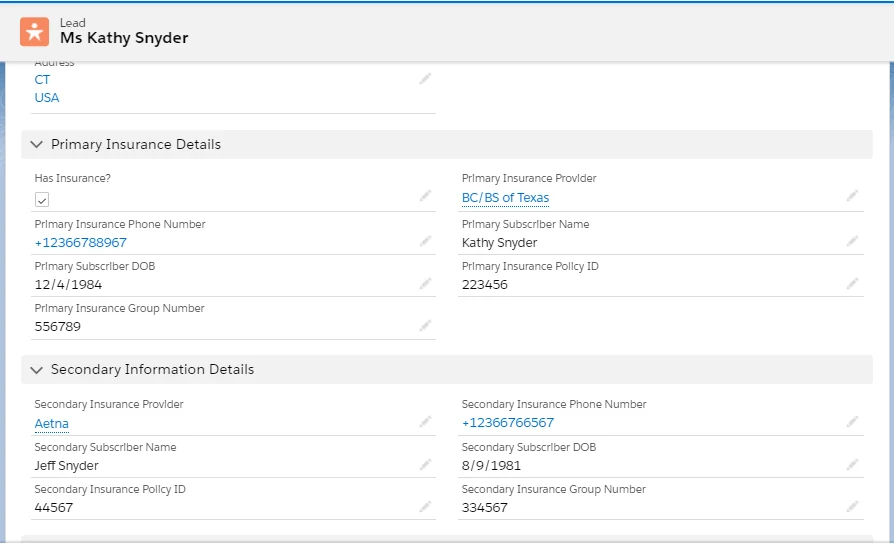 Lead
Ms Kathy Snyder
Address
CT
USA
Primary Insurance Details
Has Insurance?
Primary Insurance Provider
BC/BS of Texas
Primary Insurance Phone Number
+12366788967
Primary Subscriber Name
Kathy Snyder
Primary Subscriber DOB
12/4/1984
Primary Insurance Policy ID
223456
Primary Insurance Group Number
556789
Secondary Information Details
Secondary Insurance Provider
Aetna
Secondary Insurance Phone Number
+12366766567
Secondary Subscriber Name
Jeff Snyder
Secondary Subscriber DOB
8/9/1981
Secondary Insurance Policy ID
44567
Secondary Insurance Group Number
334567